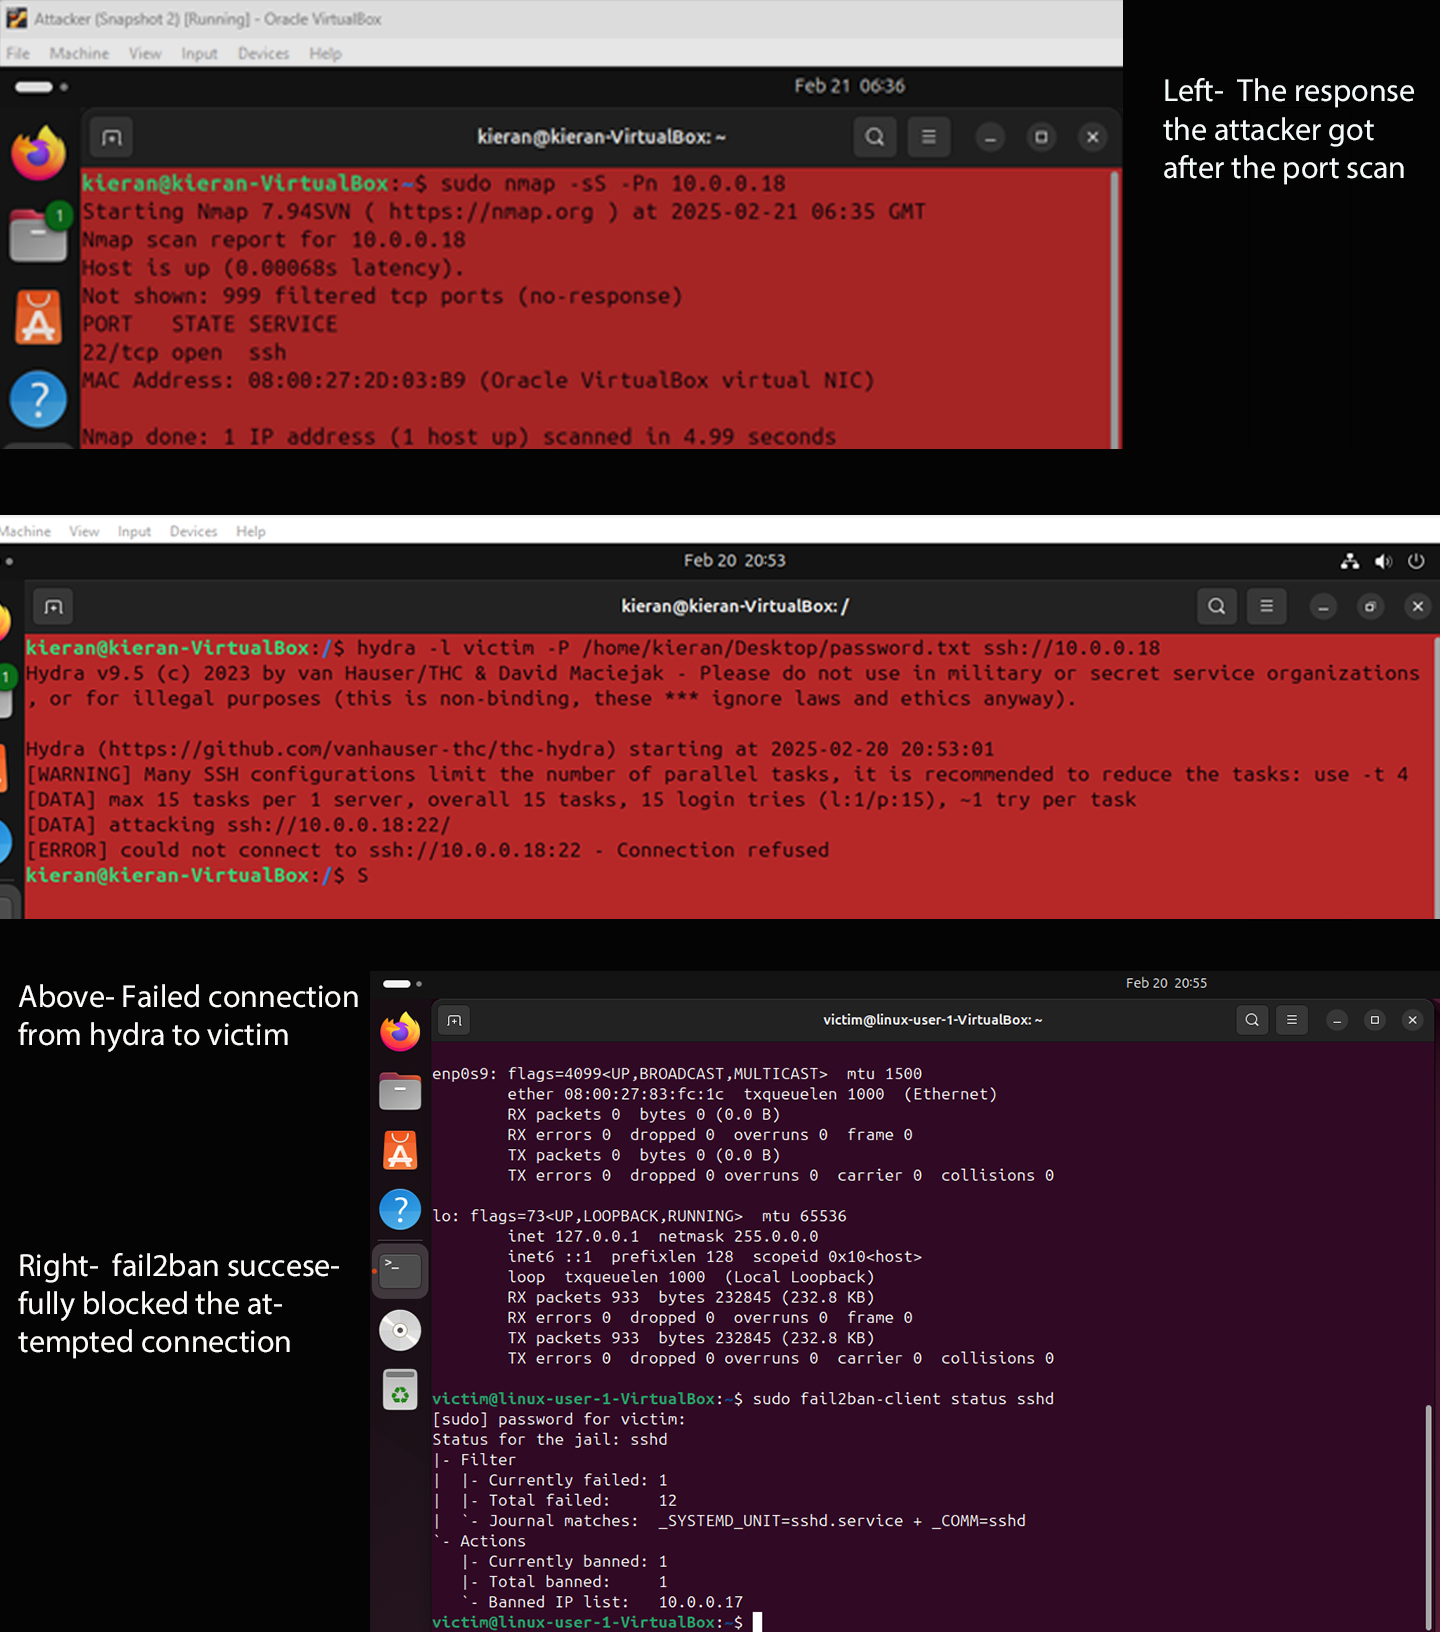 Attacker (Snapshot 2) [Running] - Oracle VirtualBox
File Machine View Input Devices Help
Feb 21 06:36
kieran@kieran-VirtualBox: ~
kieran@kieran-VirtualBox:~$ sudo nmap -sS -Pn 10.0.0.18
Starting Nmap 7.94SVN ( https://nmap.org ) at 2025-02-21 06:35 GMT
Nmap scan report for 10.0.0.18
Host is up (0.00068s latency).
Not shown: 999 filtered tcp ports (no-response)
PORT   STATE SERVICE
22/tcp open  ssh
MAC Address: 08:00:27:2D:03:B9 (Oracle VirtualBox virtual NIC)
Nmap done: 1 IP address (1 host up) scanned in 4.99 seconds
1
Left-  The response
the attacker got
after the port scan
Machine View Input Devices Help
Feb 20 20:53
kieran@kieran-VirtualBox: /
1
kieran@kieran-VirtualBox:/$ hydra -l victim -P /home/kieran/Desktop/password.txt ssh://10.0.0.18
Hydra v9.5 (c) 2023 by van Hauser/THC & David Maciejak - Please do not use in military or secret service organizations
, or for illegal purposes (this is non-binding, these *** ignore laws and ethics anyway).
Hydra (https://github.com/vanhauser-thc/thc-hydra) starting at 2025-02-20 20:53:01
[WARNING] Many SSH configurations limit the number of parallel tasks, it is recommended to reduce the tasks: use -t 4
[DATA] max 15 tasks per 1 server, overall 15 tasks, 15 login tries (l:1/p:15), ~1 try per task
[DATA] attacking ssh://10.0.0.18:22/
[ERROR] could not connect to ssh://10.0.0.18:22 - Connection refused
kieran@kieran-VirtualBox:/$ S
Above- Failed connection
from hydra to victim
Right-  fail2ban succese-
fully blocked the at-
tempted connection
Feb 20 20:55
victim@linux-user-1-VirtualBox: ~
enp0s9: flags=4099<UP,BROADCAST,MULTICAST>  mtu 1500
ether 08:00:27:83:fc:1c  txqueuelen 1000  (Ethernet)
RX packets 0  bytes 0 (0.0 B)
RX errors 0  dropped 0  overruns 0  frame 0
TX packets 0  bytes 0 (0.0 B)
TX errors 0  dropped 0 overruns 0  carrier 0  collisions 0
lo: flags=73<UP,LOOPBACK,RUNNING>  mtu 65536
inet 127.0.0.1  netmask 255.0.0.0
inet6 ::1  prefixlen 128  scopeid 0x10<host>
loop  txqueuelen 1000  (Local Loopback)
RX packets 933  bytes 232845 (232.8 KB)
RX errors 0  dropped 0  overruns 0  frame 0
TX packets 933  bytes 232845 (232.8 KB)
TX errors 0  dropped 0 overruns 0  carrier 0  collisions 0
victim@linux-user-1-VirtualBox:~$ sudo fail2ban-client status sshd
[sudo] password for victim:
Status for the jail: sshd
|- Filter
|  |- Currently failed: 1
|  |- Total failed:     12
|  `- Journal matches:  _SYSTEMD_UNIT=sshd.service + _COMM=sshd
`- Actions
   |- Currently banned: 1
   |- Total banned:     1
   `- Banned IP list:   10.0.0.17
victim@linux-user-1-VirtualBox:~$